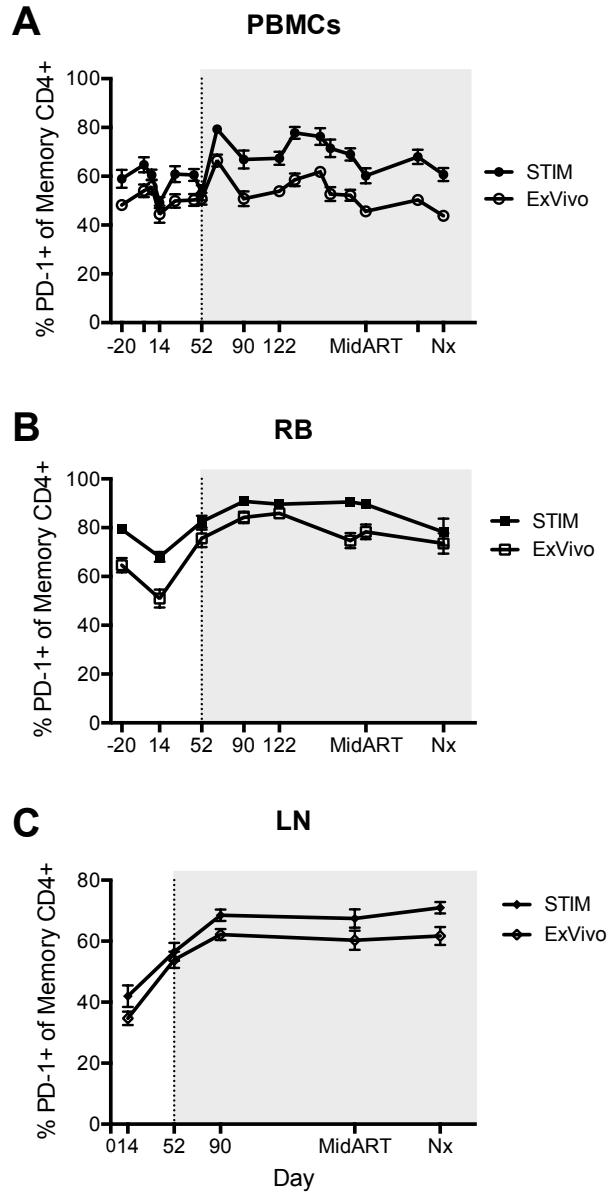 A
PBMCs
% PD-1+ of Memory CD4+
100
80
60
40
20
0
-20 14 52 90 122 MidART Nx
STIM
ExVivo
B
RB
% PD-1+ of Memory CD4+
100
80
60
40
20
0
-20 14 52 90 122 MidART Nx
STIM
ExVivo
C
LN
% PD-1+ of Memory CD4+
80
60
40
20
0
0 14 52 90 MidART Nx
Day
STIM
ExVivo